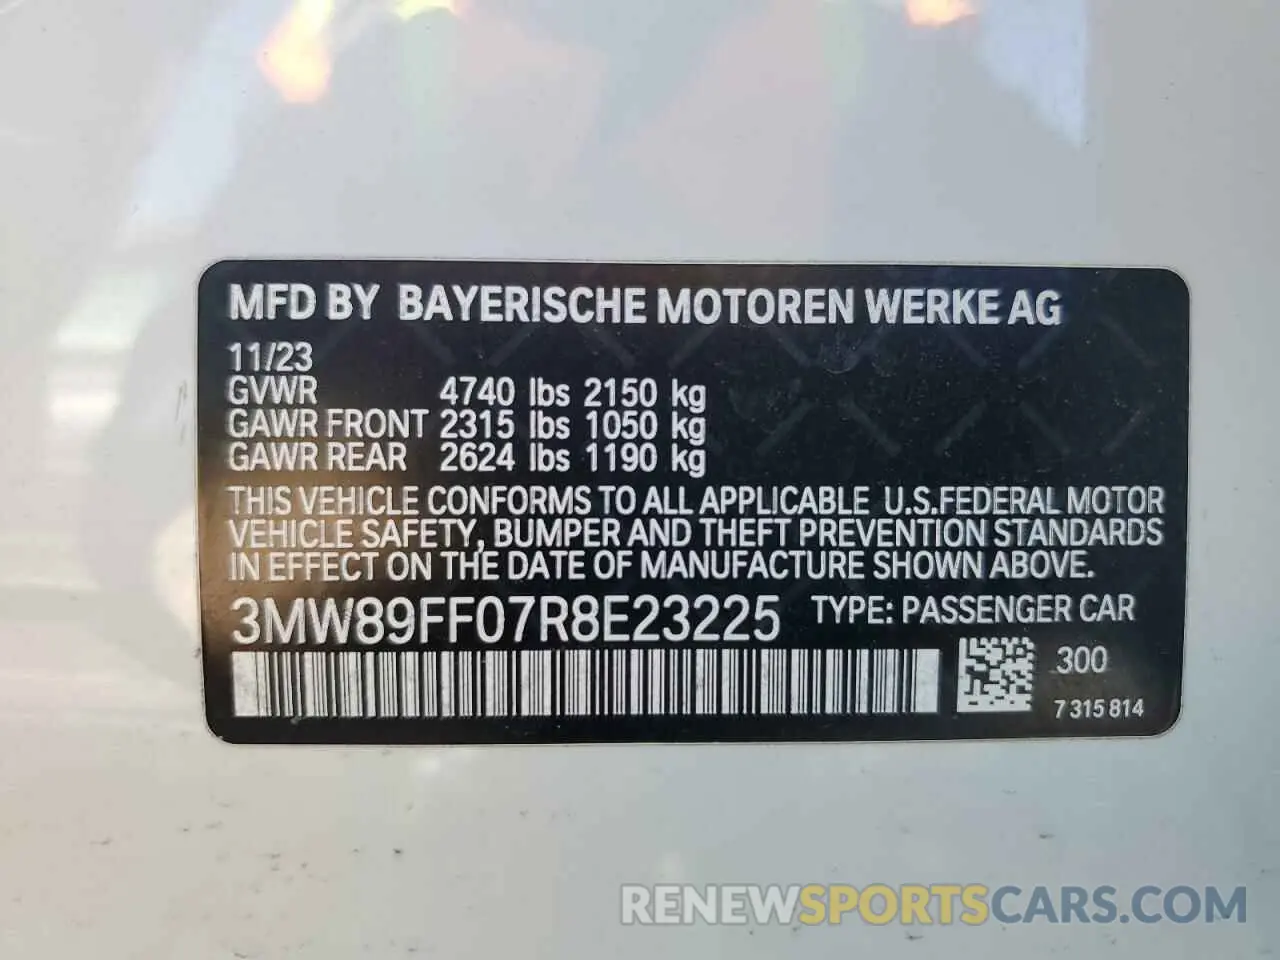 MFD BY BAYERISCHE MOTOREN WERKE AG
11/23
GVWR 4740 lbs 2150 kg
GAWR FRONT 2315 lbs 1050 kg
GAWR REAR 2624 lbs 1190 kg
THIS VEHICLE CONFORMS TO ALL APPLICABLE U.S.FEDERAL MOTOR
VEHICLE SAFETY, BUMPER AND THEFT PREVENTION STANDARDS
IN EFFECT ON THE DATE OF MANUFACTURE SHOWN ABOVE.
3MW89FF07R8E23225 TYPE: PASSENGER CAR
300
7 315 814
RENEWSPORTSCARS.COM